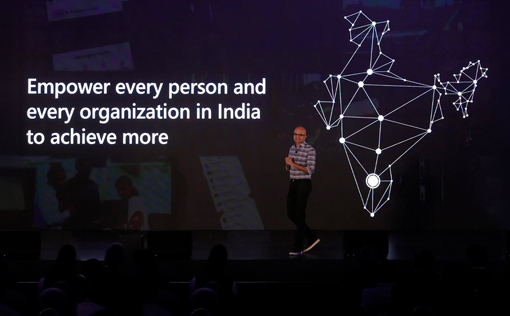 Empower every person and
every organization in India
to achieve more